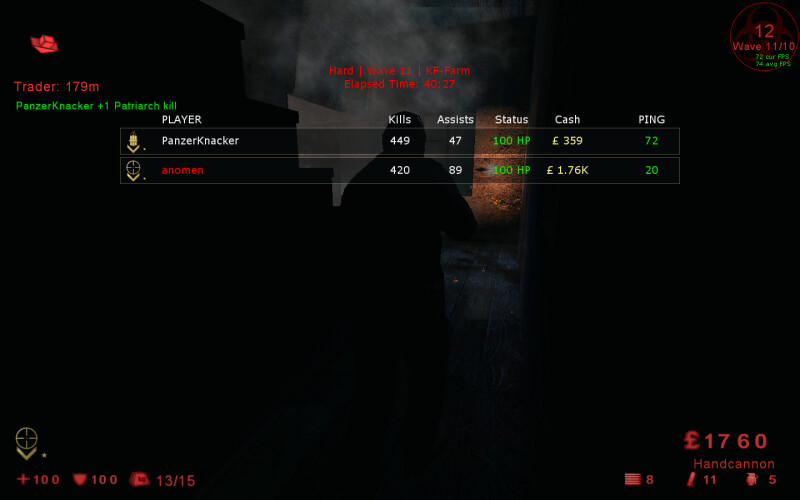 12
Wave 11/10
72 cur FPS
74 avg FPS
Hard | Wave 11 | KF-Farm
Elapsed Time: 40:27
Trader: 179m
PanzerKnacker +1 Patriarch kill
PLAYER Kills Assists Status Cash PING
PanzerKnacker 449 47 100 HP £ 359 72
anomen 420 89 100 HP £ 1.76K 20
£1760
Handcannon
100 100 13/15 8 11 5